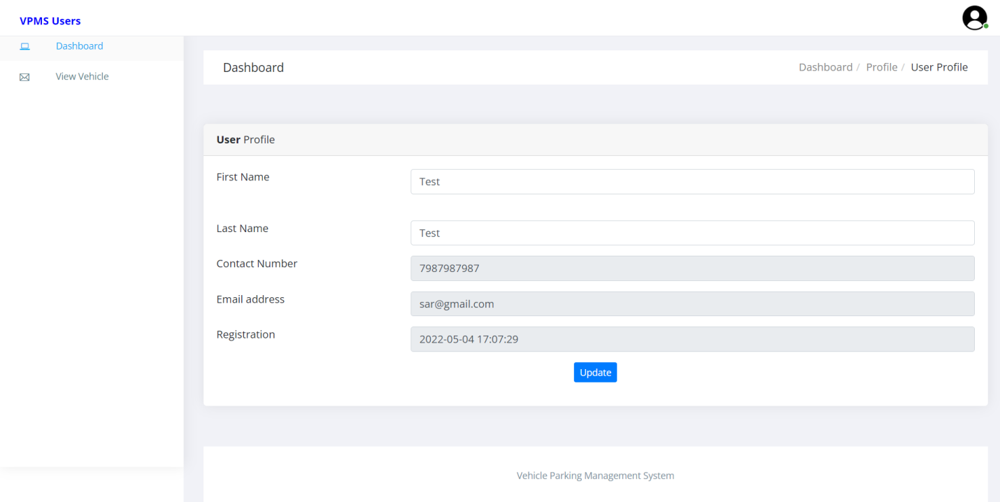 VPMS Users
Dashboard
View Vehicle
Dashboard
Dashboard / Profile / User Profile
User Profile
First Name
Test
Last Name
Test
Contact Number
7987987987
Email address
sar@gmail.com
Registration
2022-05-04 17:07:29
Update
Vehicle Parking Management System